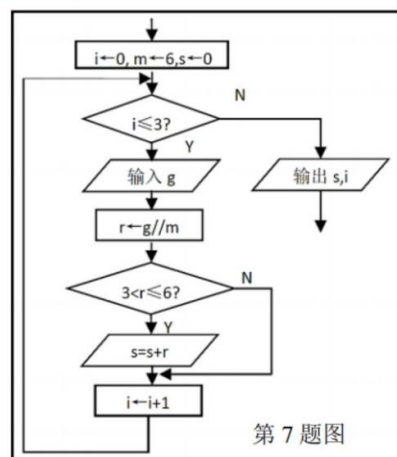 i←0, m←6,s←0
N
i≤3?
Y
输入 g
输出 s,i
r←g//m
N
3<r≤6?
Y
s=s+r
i←i+1
第 7 题图